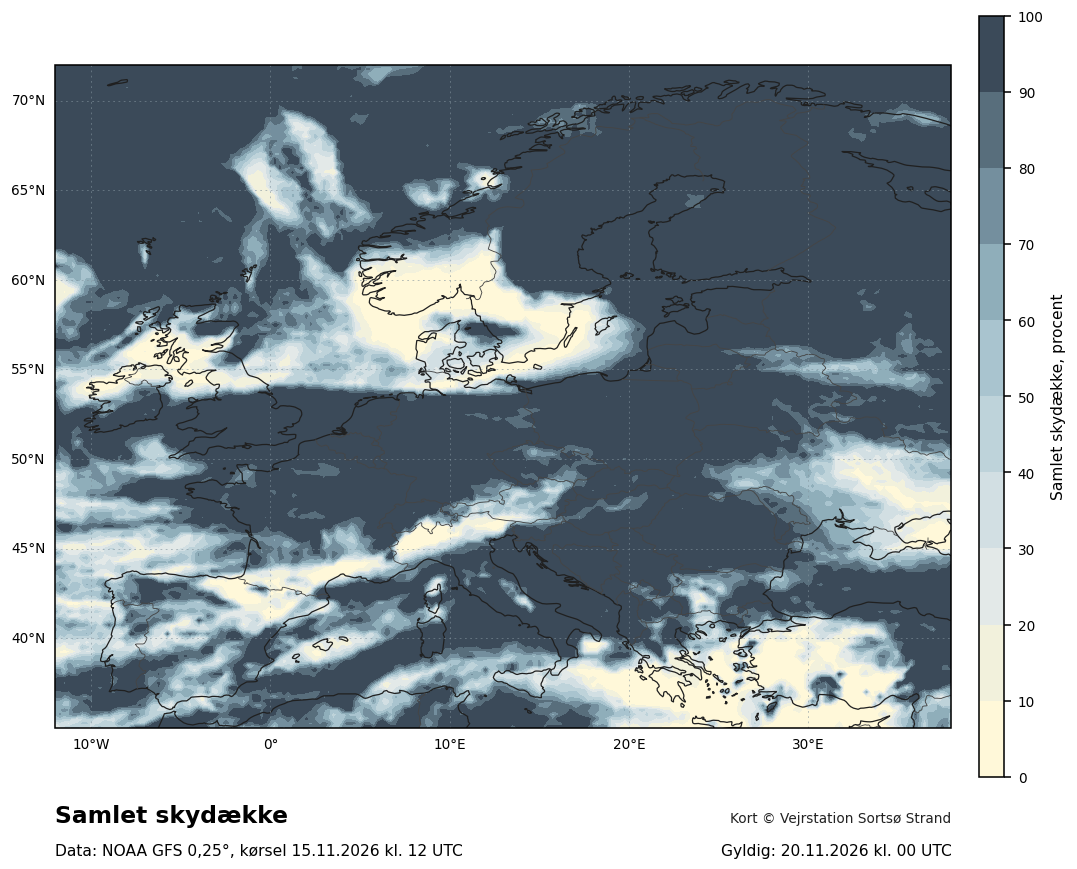 100
90
80
70
60
50
40
30
20
10
0
Samlet skydække, procent
70°N
65°N
60°N
55°N
50°N
45°N
40°N
10°W
0°
10°E
20°E
30°E
Samlet skydække
Kort © Vejrstation Sortsø Strand
Data: NOAA GFS 0,25°, kørsel 15.11.2026 kl. 12 UTC
Gyldig: 20.11.2026 kl. 00 UTC